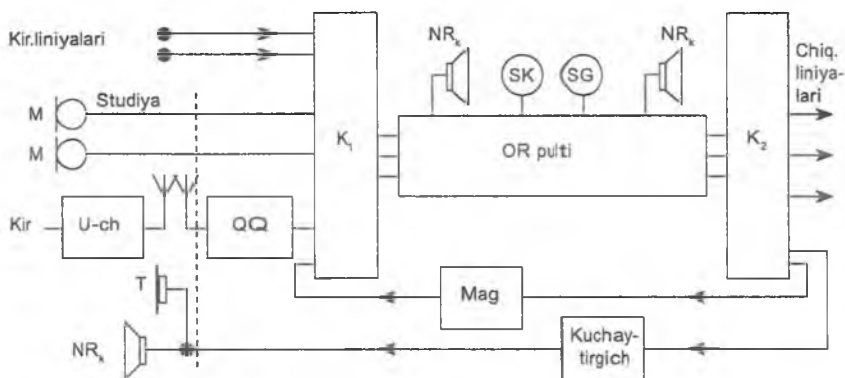 Kir.liniyalari
NRk
SK
SG
NRk
Chiq.
liniya-
lari
M
Studiya
M
K1
OR pulti
K2
Kir
U-ch
QQ
T
Mag
NRk
Kuchay-
tirgich